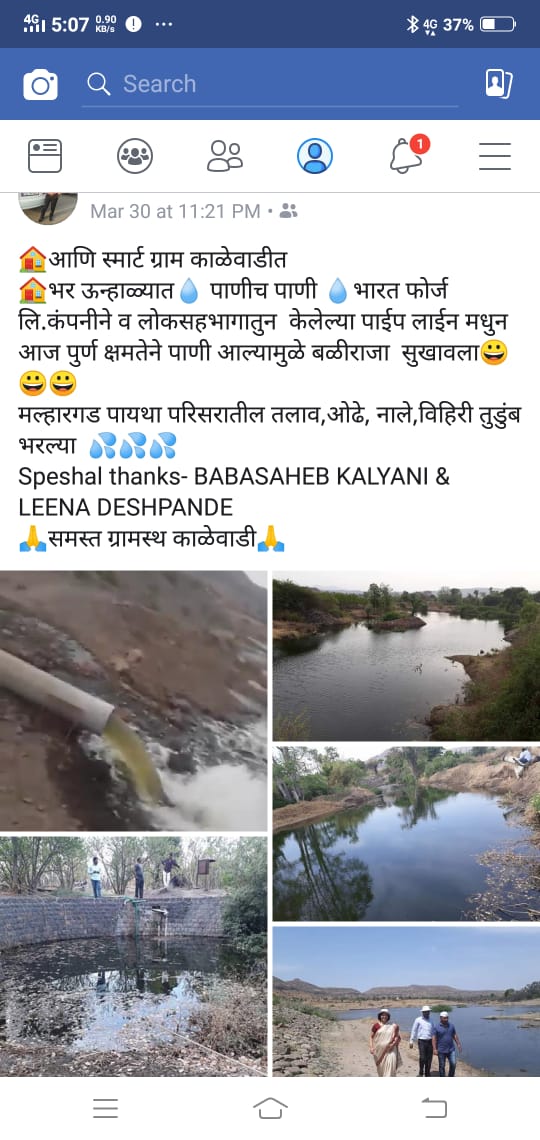 4G 5:07 0.90 KB/s ! ... 4G 37%
Search
1
Mar 30 at 11:21 PM •
🏠आणि स्मार्ट ग्राम काळेवाडीत
🏠भर ऊन्हाळ्यात💧 पाणीच पाणी 💧भारत फोर्ज
लि.कंपनीने व लोकसहभागातुन केलेल्या पाईप लाईन मधुन
आज पुर्ण क्षमतेने पाणी आल्यामुळे बळीराजा सुखावला😀
😀😀
मल्हारगड पायथा परिसरातील तलाव,ओढे, नाले,विहिरी तुडुंब
भरल्या 💦💦💦
Speshal thanks- BABASAHEB KALYANI &
LEENA DESHPANDE
🙏समस्त ग्रामस्थ काळेवाडी🙏